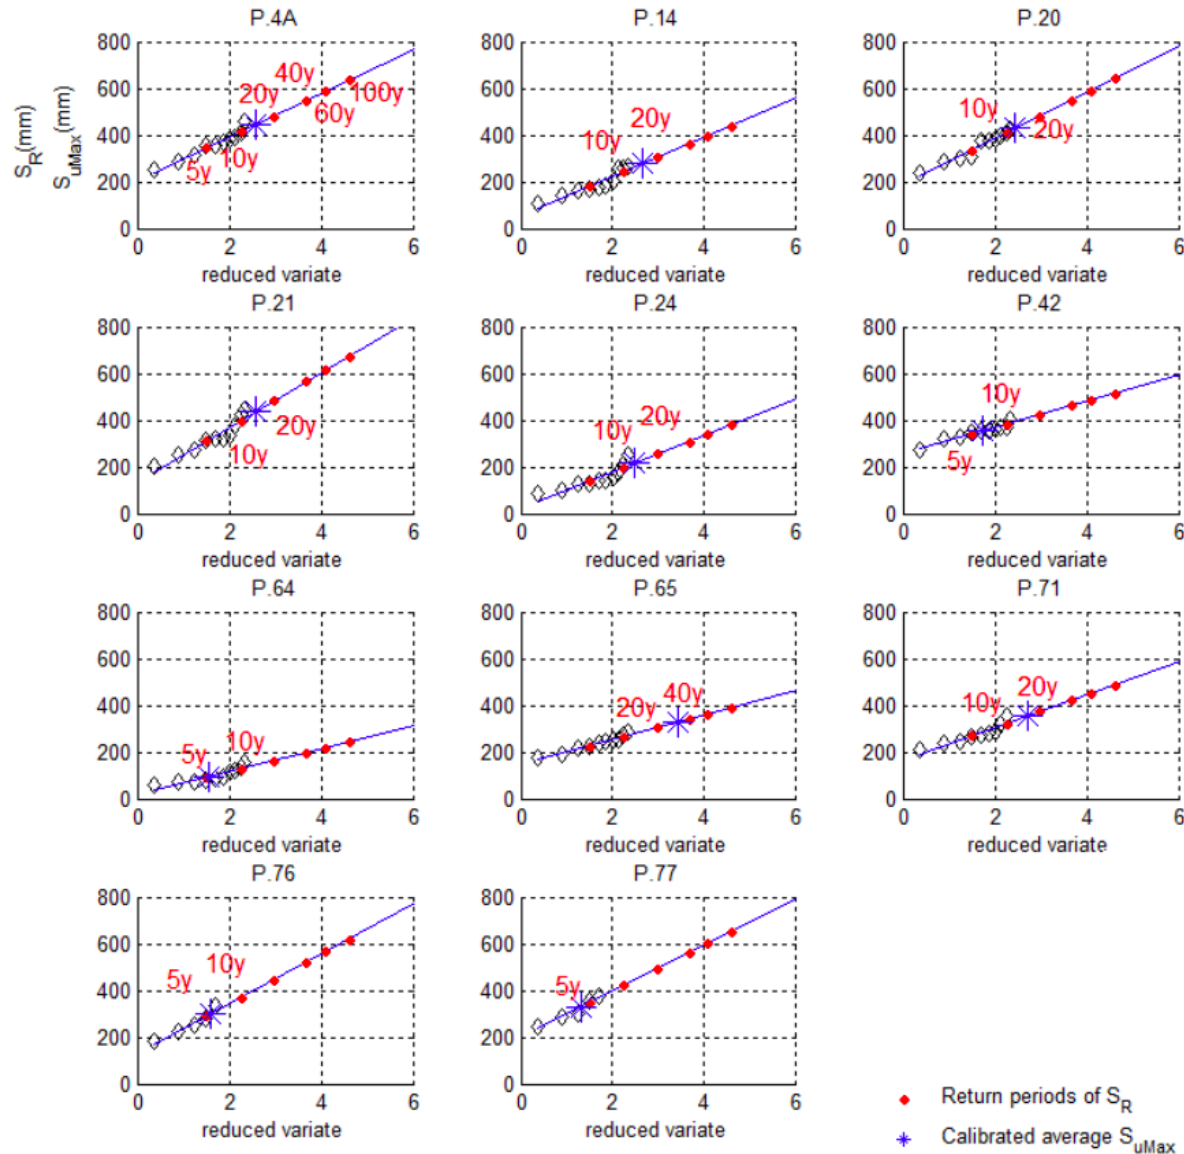 P.4A
P.14
P.20
S_R(mm)
S_uMax(mm)
800
600
400
200
0
5y
10y
20y
40y
60y
100y
0 2 4 6
reduced variate
800
600
400
200
0
10y
20y
0 2 4 6
reduced variate
800
600
400
200
0
10y
20y
0 2 4 6
reduced variate
P.21
P.24
P.42
800
600
400
200
0
10y
20y
0 2 4 6
reduced variate
800
600
400
200
0
10y
20y
0 2 4 6
reduced variate
800
600
400
200
0
5y
10y
0 2 4 6
reduced variate
P.64
P.65
P.71
800
600
400
200
0
5y
10y
0 2 4 6
reduced variate
800
600
400
200
0
20y
40y
0 2 4 6
reduced variate
800
600
400
200
0
10y
20y
0 2 4 6
reduced variate
P.76
P.77
800
600
400
200
0
5y
10y
0 2 4 6
reduced variate
800
600
400
200
0
5y
0 2 4 6
reduced variate
Return periods of S_R
Calibrated average S_uMax